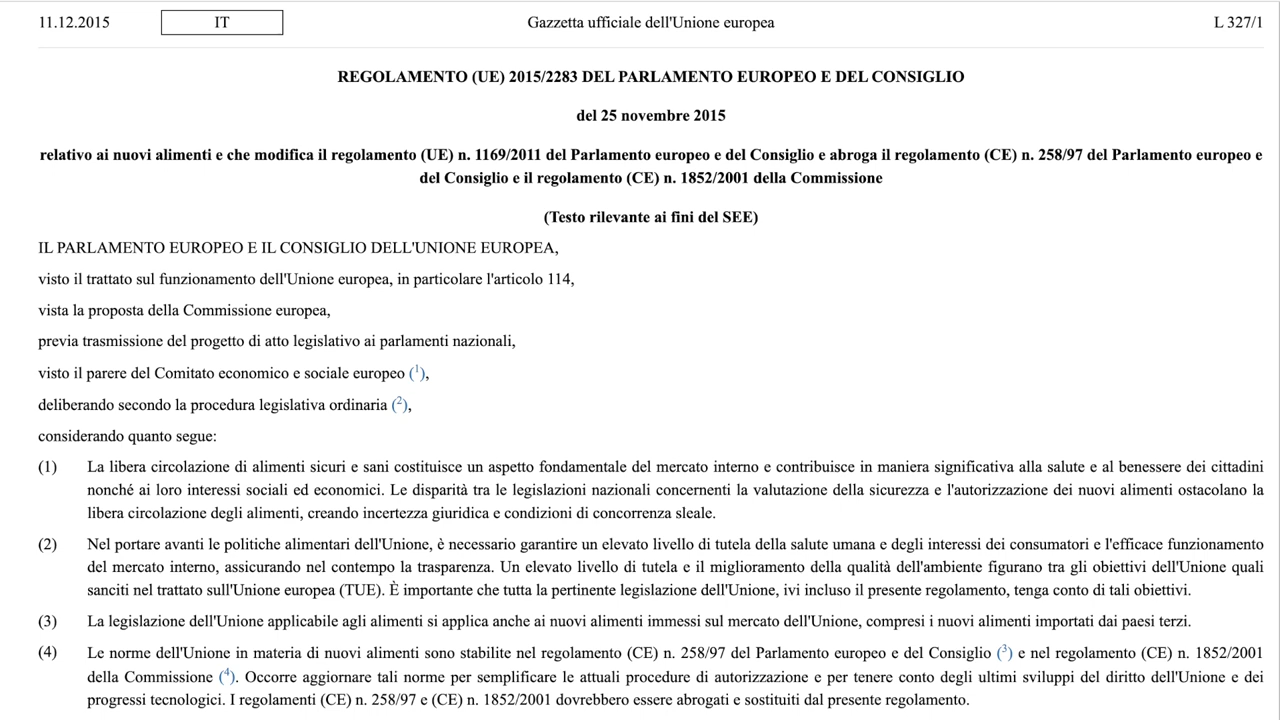 11.12.2015 IT Gazzetta ufficiale dell'Unione europea L 327/1
REGOLAMENTO (UE) 2015/2283 DEL PARLAMENTO EUROPEO E DEL CONSIGLIO
del 25 novembre 2015
relativo ai nuovi alimenti e che modifica il regolamento (UE) n. 1169/2011 del Parlamento europeo e del Consiglio e abroga il regolamento (CE) n. 258/97 del Parlamento europeo e
del Consiglio e il regolamento (CE) n. 1852/2001 della Commissione
(Testo rilevante ai fini del SEE)
IL PARLAMENTO EUROPEO E IL CONSIGLIO DELL'UNIONE EUROPEA,
visto il trattato sul funzionamento dell'Unione europea, in particolare l'articolo 114,
vista la proposta della Commissione europea,
previa trasmissione del progetto di atto legislativo ai parlamenti nazionali,
visto il parere del Comitato economico e sociale europeo (1),
deliberando secondo la procedura legislativa ordinaria (2),
considerando quanto segue:
(1) La libera circolazione di alimenti sicuri e sani costituisce un aspetto fondamentale del mercato interno e contribuisce in maniera significativa alla salute e al benessere dei cittadini
nonché ai loro interessi sociali ed economici. Le disparità tra le legislazioni nazionali concernenti la valutazione della sicurezza e l'autorizzazione dei nuovi alimenti ostacolano la
libera circolazione degli alimenti, creando incertezza giuridica e condizioni di concorrenza sleale.
(2) Nel portare avanti le politiche alimentari dell'Unione, è necessario garantire un elevato livello di tutela della salute umana e degli interessi dei consumatori e l'efficace funzionamento
del mercato interno, assicurando nel contempo la trasparenza. Un elevato livello di tutela e il miglioramento della qualità dell'ambiente figurano tra gli obiettivi dell'Unione quali
sanciti nel trattato sull'Unione europea (TUE). È importante che tutta la pertinente legislazione dell'Unione, ivi incluso il presente regolamento, tenga conto di tali obiettivi.
(3) La legislazione dell'Unione applicabile agli alimenti si applica anche ai nuovi alimenti immessi sul mercato dell'Unione, compresi i nuovi alimenti importati dai paesi terzi.
(4) Le norme dell'Unione in materia di nuovi alimenti sono stabilite nel regolamento (CE) n. 258/97 del Parlamento europeo e del Consiglio (3) e nel regolamento (CE) n. 1852/2001
della Commissione (4). Occorre aggiornare tali norme per semplificare le attuali procedure di autorizzazione e per tenere conto degli ultimi sviluppi del diritto dell'Unione e dei
progressi tecnologici. I regolamenti (CE) n. 258/97 e (CE) n. 1852/2001 dovrebbero essere abrogati e sostituiti dal presente regolamento.